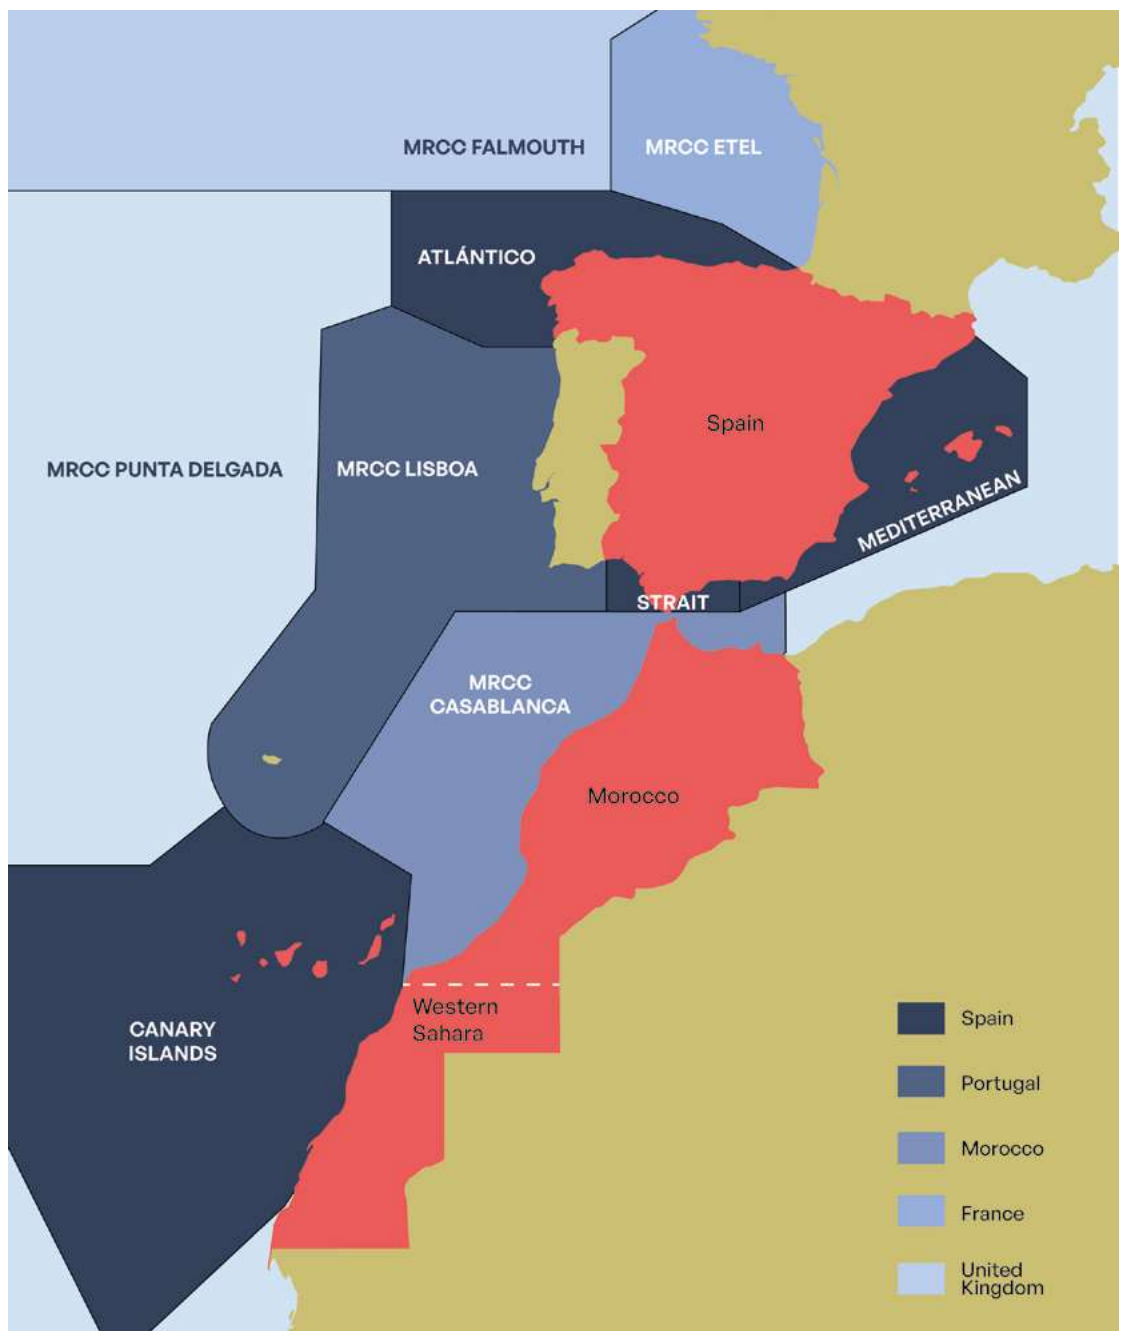 MRCC FALMOUTH
MRCC ETEL
ATLÁNTICO
Spain
MRCC PUNTA DELGADA
MRCC LISBOA
MEDITERRANEAN
STRAIT
MRCC
CASABLANCA
Morocco
Western
Sahara
CANARY
ISLANDS
Spain
Portugal
Morocco
France
United
Kingdom